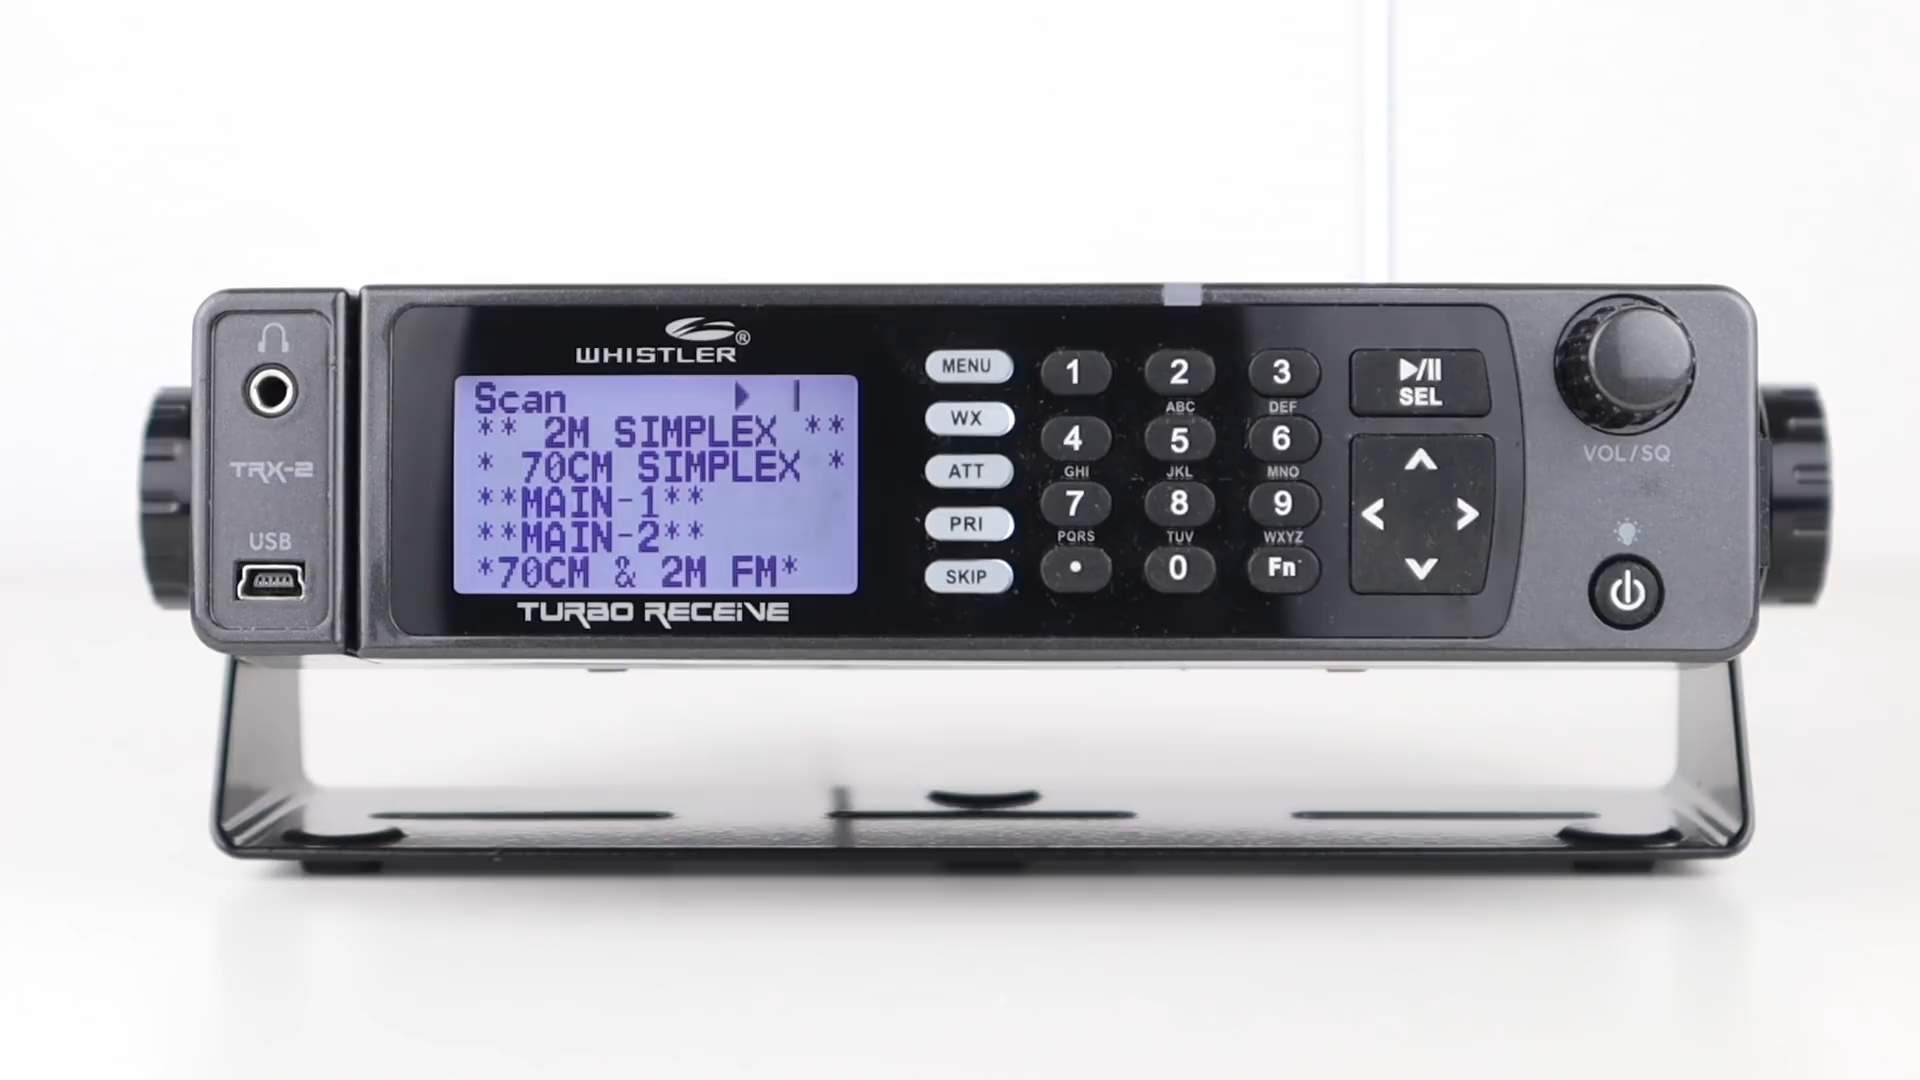 WHISTLER®
TRX-2
USB
Scan
** 2M SIMPLEX **
* 70CM SIMPLEX *
**MAIN-1**
**MAIN-2**
*70CM & 2M FM*
TURBO RECEIVE
MENU
WX
ATT
PRI
SKIP
1
2
3
ABC
DEF
4
5
6
GHI
JKL
MNO
7
8
9
PQRS
TUV
WXYZ
•
0
Fn
SEL
VOL/SQ